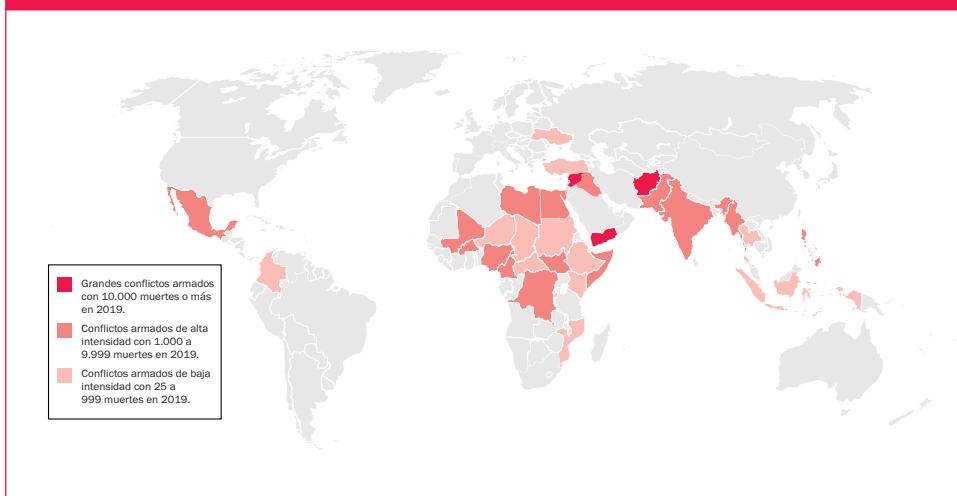 Grandes conflictos armados
con 10.000 muertes o más
en 2019.
Conflictos armados de alta
intensidad con 1.000 a
9.999 muertes en 2019.
Conflictos armados de baja
intensidad con 25 a
999 muertes en 2019.